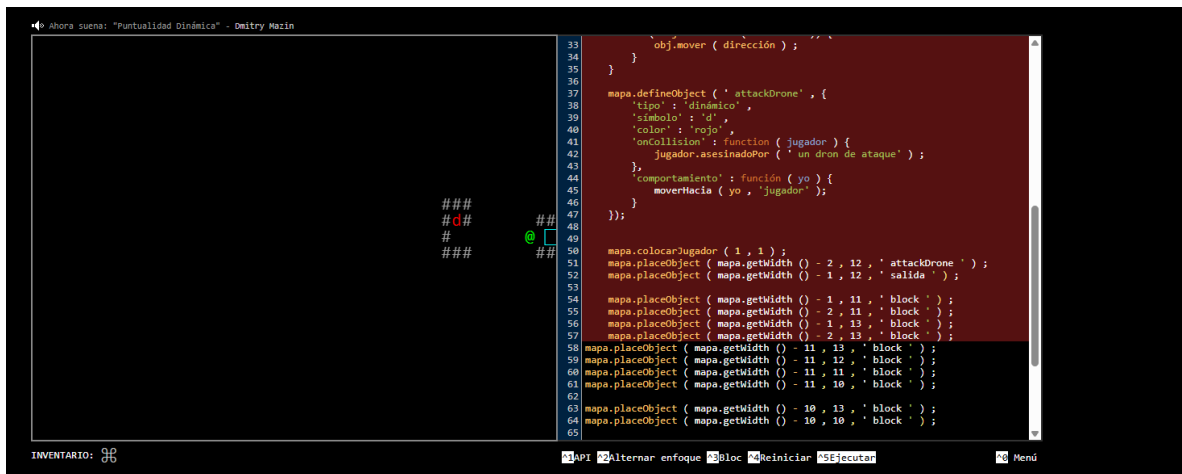 Ahora suena: "Puntualidad Dinámica" - Dmitry Mazin
33 obj.mover ( dirección ) ;
34 }
35 }
36
37 mapa.defineObject ( ' attackDrone' , {
38 'tipo' : 'dinámico' ,
39 'símbolo' : 'd' ,
40 'color' : 'rojo' ,
41 'onCollision' : function ( jugador ) {
42 jugador.asesinadoPor ( ' un dron de ataque' ) ;
43 },
44 'comportamiento' : función ( yo ) {
45 moverHacia ( yo , 'jugador' );
46 }
47 });
48
49
50 mapa.colocarJugador ( 1 , 1 ) ;
51 mapa.placeObject ( mapa.getWidth () - 2 , 12 , ' attackDrone ' ) ;
52 mapa.placeObject ( mapa.getWidth () - 1 , 12 , ' salida ' ) ;
53
54 mapa.placeObject ( mapa.getWidth () - 1 , 11 , ' block ' ) ;
55 mapa.placeObject ( mapa.getWidth () - 2 , 11 , ' block ' ) ;
56 mapa.placeObject ( mapa.getWidth () - 1 , 13 , ' block ' ) ;
57 mapa.placeObject ( mapa.getWidth () - 2 , 13 , ' block ' ) ;
58 mapa.placeObject ( mapa.getWidth () - 11 , 13 , ' block ' ) ;
59 mapa.placeObject ( mapa.getWidth () - 11 , 12 , ' block ' ) ;
60 mapa.placeObject ( mapa.getWidth () - 11 , 11 , ' block ' ) ;
61 mapa.placeObject ( mapa.getWidth () - 11 , 10 , ' block ' ) ;
62
63 mapa.placeObject ( mapa.getWidth () - 10 , 13 , ' block ' ) ;
64 mapa.placeObject ( mapa.getWidth () - 10 , 10 , ' block ' ) ;
65
###
#d# ##
# @
### ##
INVENTARIO: ⌘
^1API ^2Alternar enfoque ^3Bloc ^4Reiniciar ^5Ejecutar ^0 Menú